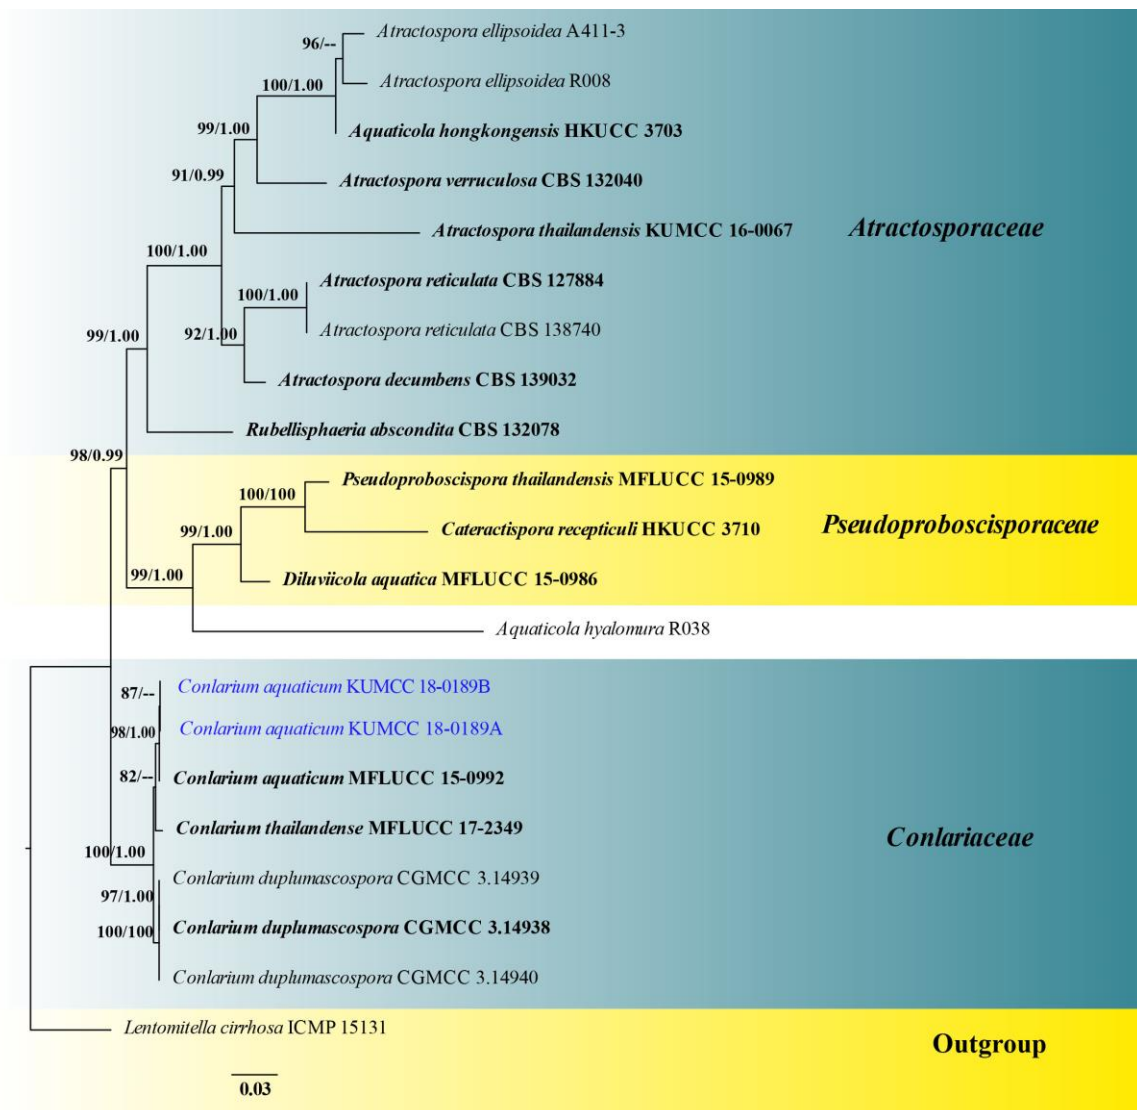 Atractospora ellipsoidea A411-3
96/--
Atractospora ellipsoidea R008
100/1.00
Aquaticola hongkongensis HKUCC 3703
99/1.00
Atractospora verruculosa CBS 132040
91/0.99
Atractospora thailandensis KUMCC 16-0067
Atractosporaceae
100/1.00
Atractospora reticulata CBS 127884
100/1.00
Atractospora reticulata CBS 138740
99/1.00
92/1.00
Atractospora decumbens CBS 139032
Rubellisphaeria abscondita CBS 132078
98/0.99
Pseudoproboscispora thailandensis MFLUCC 15-0989
100/100
Cateractispora recepticuli HKUCC 3710
Pseudoproboscisporaceae
99/1.00
Diluviicola aquatica MFLUCC 15-0986
99/1.00
Aquaticola hyalomura R038
Conlarium aquaticum KUMCC 18-0189B
87/--
Conlarium aquaticum KUMCC 18-0189A
98/1.00
Conlarium aquaticum MFLUCC 15-0992
82/--
Conlarium thailandense MFLUCC 17-2349
Conlariaceae
100/1.00
Conlarium duplumascospora CGMCC 3.14939
97/1.00
Conlarium duplumascospora CGMCC 3.14938
100/100
Conlarium duplumascospora CGMCC 3.14940
Lentomitella cirrhosa ICMP 15131
Outgroup
0.03